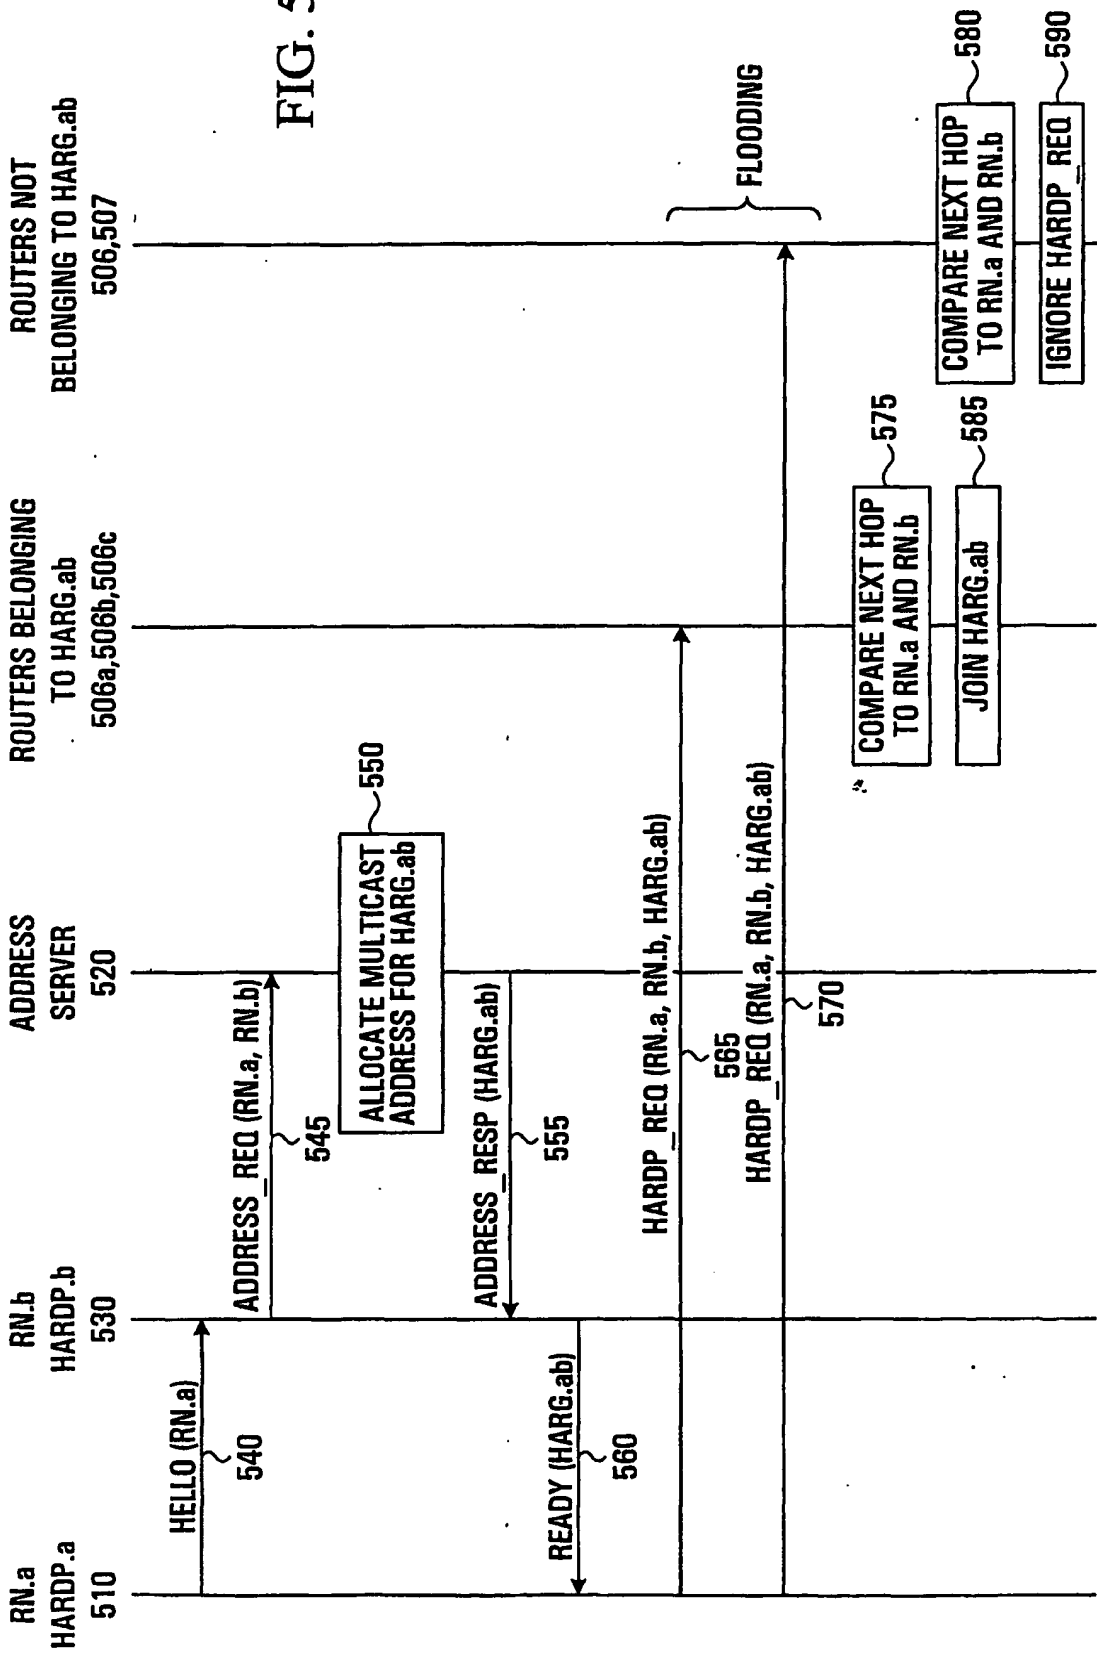 FIG. 5
RN.a
HARDP.a
510
RN.b
HARDP.b
530
ADDRESS
SERVER
520
ROUTERS BELONGING
TO HARG.ab
506a,506b,506c
ROUTERS NOT
BELONGING TO HARG.ab
506,507
HELLO (RN.a)
540
ADDRESS_REQ (RN.a, RN.b)
545
ALLOCATE MULTICAST
ADDRESS FOR HARG.ab
550
ADDRESS_RESP (HARG.ab)
555
READY (HARG.ab)
560
HARDP_REQ (RN.a, RN.b, HARG.ab)
565
HARDP_REQ (RN.a, RN.b, HARG.ab)
570
FLOODING
COMPARE NEXT HOP
TO RN.a AND RN.b
575
JOIN HARG.ab
585
COMPARE NEXT HOP
TO RN.a AND RN.b
580
IGNORE HARDP_REQ
590